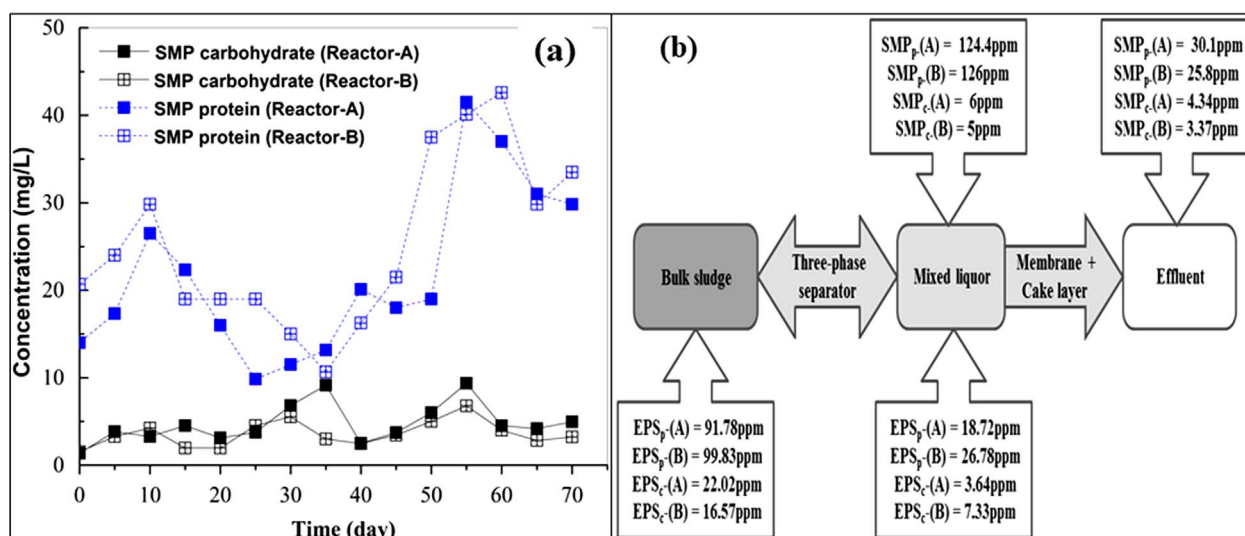 (a)
SMP carbohydrate (Reactor-A)
SMP carbohydrate (Reactor-B)
SMP protein (Reactor-A)
SMP protein (Reactor-B)
Concentration (mg/L)
50
40
30
20
10
0
0 10 20 30 40 50 60 70
Time (day)
(b)
SMPp-(A) = 124.4ppm
SMPp-(B) = 126ppm
SMPc-(A) = 6ppm
SMPc-(B) = 5ppm
SMPp-(A) = 30.1ppm
SMPp-(B) = 25.8ppm
SMPc-(A) = 4.34ppm
SMPc-(B) = 3.37ppm
Bulk sludge
Three-phase
separator
Mixed liquor
Membrane +
Cake layer
Effluent
EPSp-(A) = 91.78ppm
EPSp-(B) = 99.83ppm
EPSc-(A) = 22.02ppm
EPSc-(B) = 16.57ppm
EPSp-(A) = 18.72ppm
EPSp-(B) = 26.78ppm
EPSc-(A) = 3.64ppm
EPSc-(B) = 7.33ppm